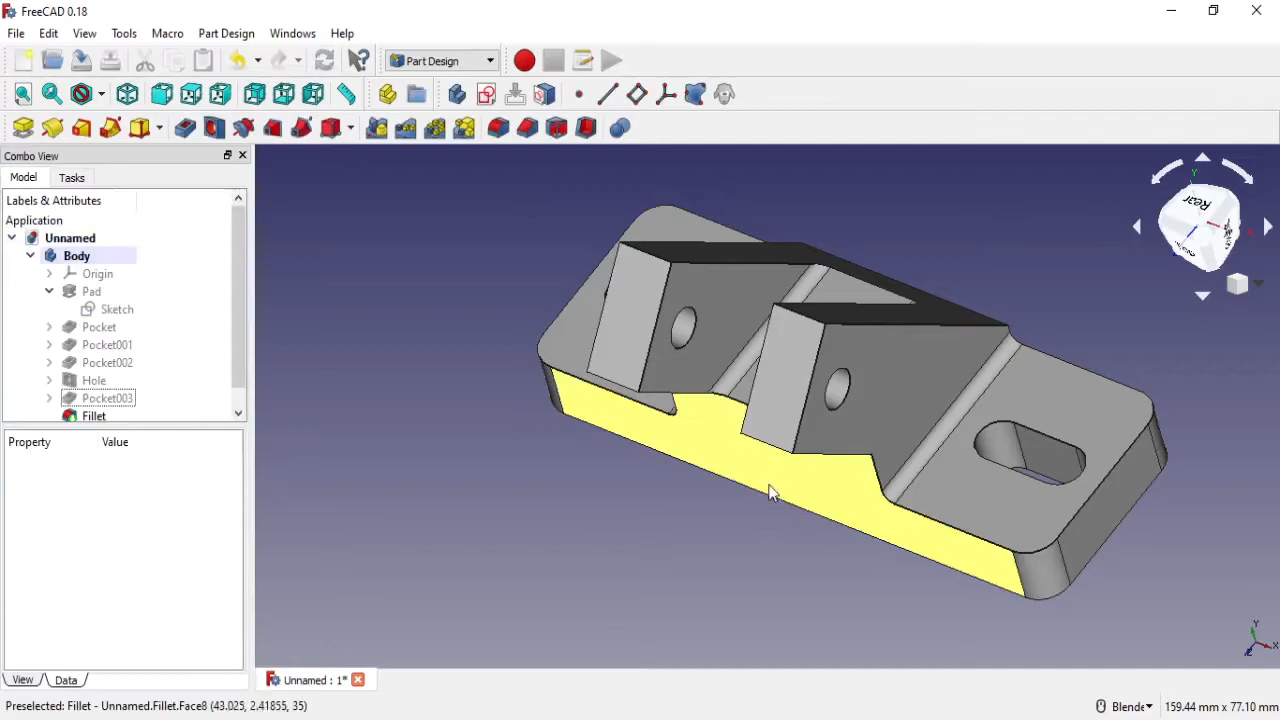 FreeCAD 0.18
File Edit View Tools Macro Part Design Windows Help
Part Design
Combo View
Model Tasks
Labels & Attributes
Application
Unnamed
Body
Origin
Pad
Sketch
Pocket
Pocket001
Pocket002
Hole
Pocket003
Fillet
Property Value
View Data
Y
Rear
X
Unnamed : 1*
Y
X
Z
Preselected: Fillet - Unnamed.Fillet.Face8 (43.025, 2.41855, 35)
Blende
159.44 mm x 77.10 mm